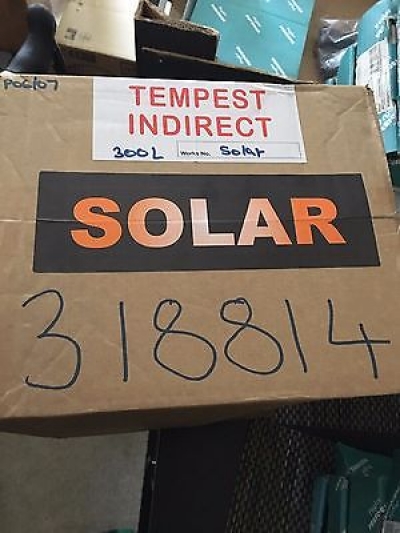 POC/07
TEMPEST
INDIRECT
300L Works No. Solar
SOLAR
318814